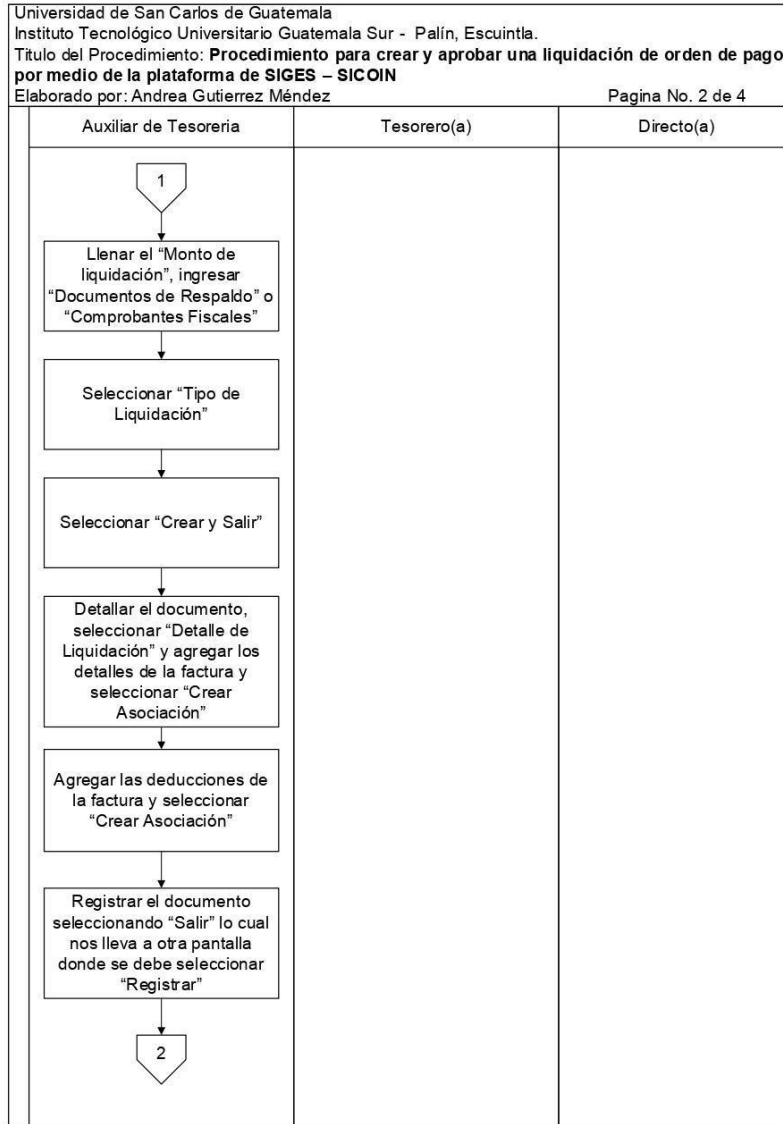 Universidad de San Carlos de Guatemala
Instituto Tecnológico Universitario Guatemala Sur - Palín, Escuintla.
Titulo del Procedimiento: Procedimiento para crear y aprobar una liquidación de orden de pago
por medio de la plataforma de SIGES – SICOIN
Elaborado por: Andrea Gutierrez Méndez Pagina No. 2 de 4
Auxiliar de Tesoreria Tesorero(a) Directo(a)
1
Llenar el “Monto de
liquidación”, ingresar
“Documentos de Respaldo” o
“Comprobantes Fiscales”
Seleccionar “Tipo de
Liquidación”
Seleccionar “Crear y Salir”
Detallar el documento,
seleccionar “Detalle de
Liquidación” y agregar los
detalles de la factura y
seleccionar “Crear
Asociación”
Agregar las deducciones de
la factura y seleccionar
“Crear Asociación”
Registrar el documento
seleccionando “Salir” lo cual
nos lleva a otra pantalla
donde se debe seleccionar
“Registrar”
2